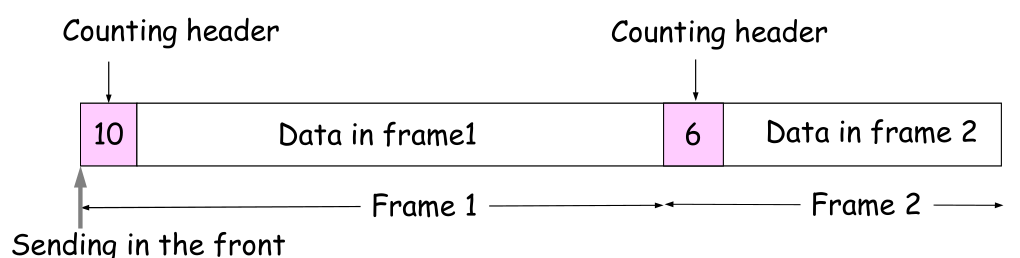 Counting header
Counting header
10
Data in frame1
6
Data in frame 2
Frame 1
Frame 2
Sending in the front